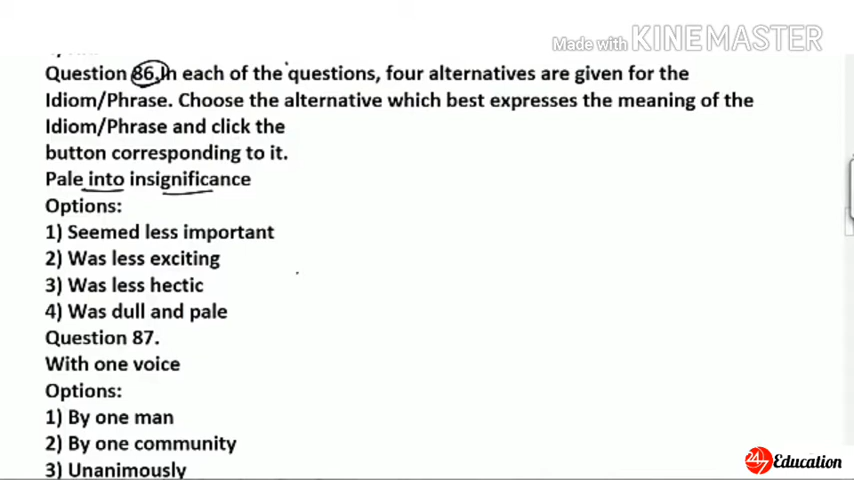 Made with KINEMASTER
Question 86.In each of the questions, four alternatives are given for the
Idiom/Phrase. Choose the alternative which best expresses the meaning of the
Idiom/Phrase and click the
button corresponding to it.
Pale into insignificance
Options:
1) Seemed less important
2) Was less exciting
3) Was less hectic
4) Was dull and pale
Question 87.
With one voice
Options:
1) By one man
2) By one community
3) Unanimously
24/7 Education